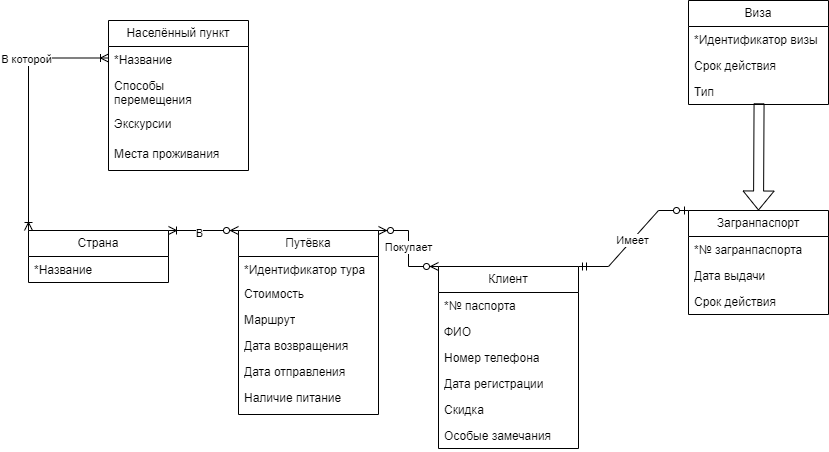 Населённый пункт
*Название
Способы
перемещения
Экскурсии
Места проживания
В которой
Виза
*Идентификатор визы
Срок действия
Тип
Страна
*Название
В
Путёвка
*Идентификатор тура
Стоимость
Маршрут
Дата возвращения
Дата отправления
Наличие питание
Покупает
Клиент
*№ паспорта
ФИО
Номер телефона
Дата регистрации
Скидка
Особые замечания
Имеет
Загранпаспорт
*№ загранпаспорта
Дата выдачи
Срок действия